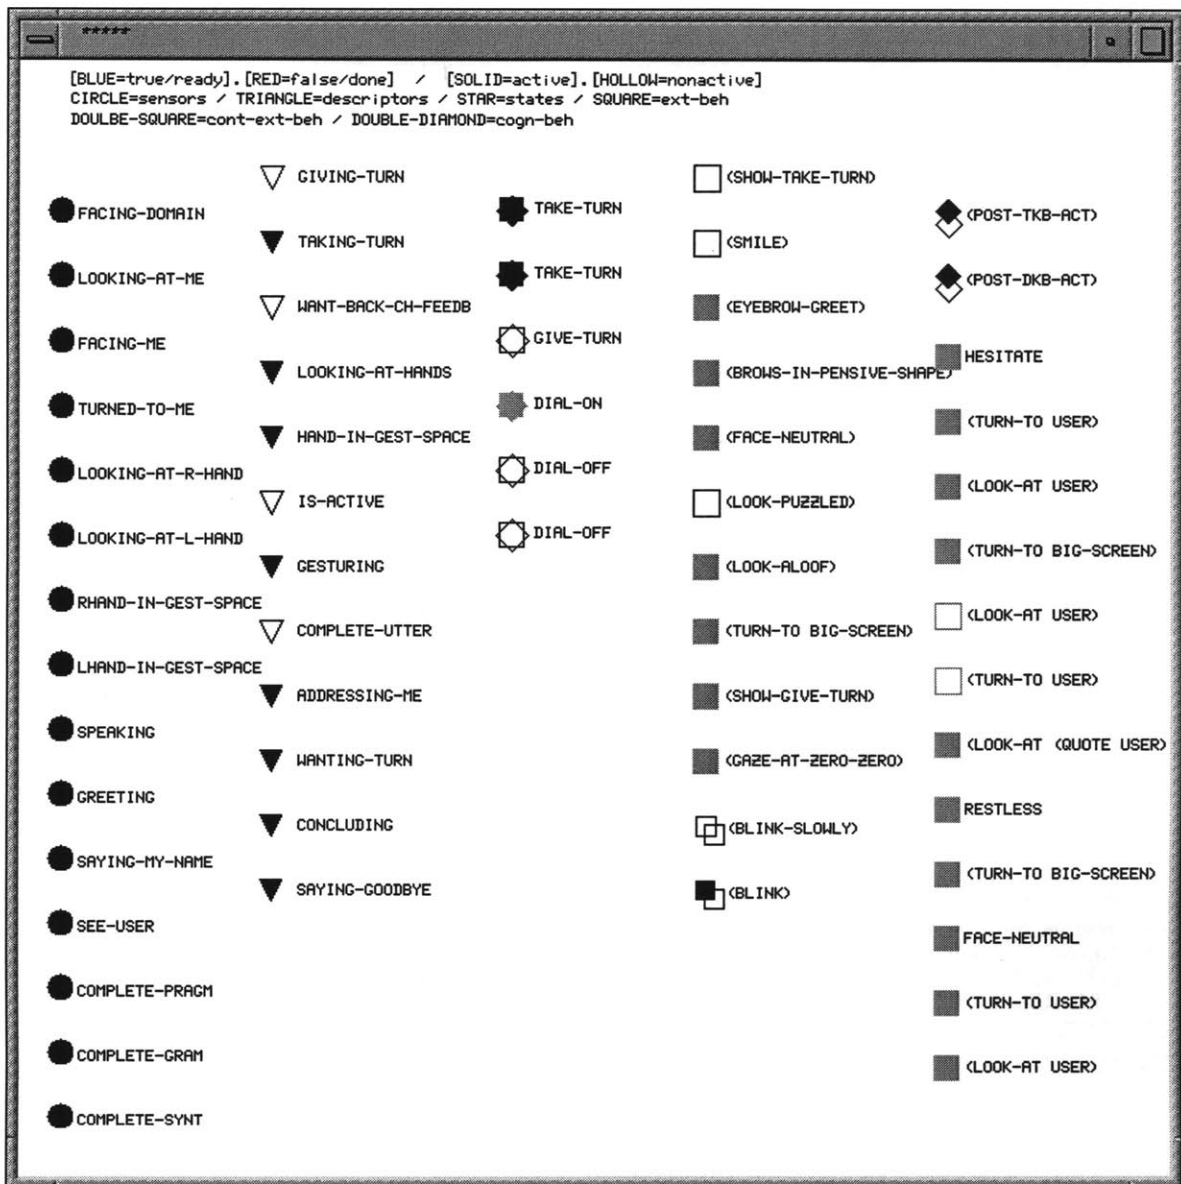 *****
[BLUE=true/ready].[RED=false/done] / [SOLID=active].[HOLLOW=nonactive]
CIRCLE=sensors / TRIANGLE=descriptors / STAR=states / SQUARE=ext-beh
DOULBE-SQUARE=cont-ext-beh / DOUBLE-DIAMOND=cogn-beh
FACING-DOMAIN
LOOKING-AT-ME
FACING-ME
TURNED-TO-ME
LOOKING-AT-R-HAND
LOOKING-AT-L-HAND
RHAND-IN-GEST-SPACE
LHAND-IN-GEST-SPACE
SPEAKING
GREETING
SAYING-MY-NAME
SEE-USER
COMPLETE-PRAGM
COMPLETE-GRAM
COMPLETE-SYNT
GIVING-TURN
TAKING-TURN
WANT-BACK-CH-FEEDB
LOOKING-AT-HANDS
HAND-IN-GEST-SPACE
IS-ACTIVE
GESTURING
COMPLETE-UTTER
ADDRESSING-ME
WANTING-TURN
CONCLUDING
SAYING-GOODBYE
TAKE-TURN
TAKE-TURN
GIVE-TURN
DIAL-ON
DIAL-OFF
DIAL-OFF
(SHOW-TAKE-TURN)
(SMILE)
(EYEBROW-GREET)
(BROWS-IN-PENSIVE-SHAPE)
(FACE-NEUTRAL)
(LOOK-PUZZLED)
(LOOK-ALOOF)
(TURN-TO BIG-SCREEN)
(SHOW-GIVE-TURN)
(GAZE-AT-ZERO-ZERO)
(BLINK-SLOWLY)
(BLINK)
(POST-TKB-ACT)
(POST-DKB-ACT)
HESITATE
(TURN-TO USER)
(LOOK-AT USER)
(TURN-TO BIG-SCREEN)
(LOOK-AT USER)
(TURN-TO USER)
(LOOK-AT (QUOTE USER)
RESTLESS
(TURN-TO BIG-SCREEN)
FACE-NEUTRAL
(TURN-TO USER)
(LOOK-AT USER)